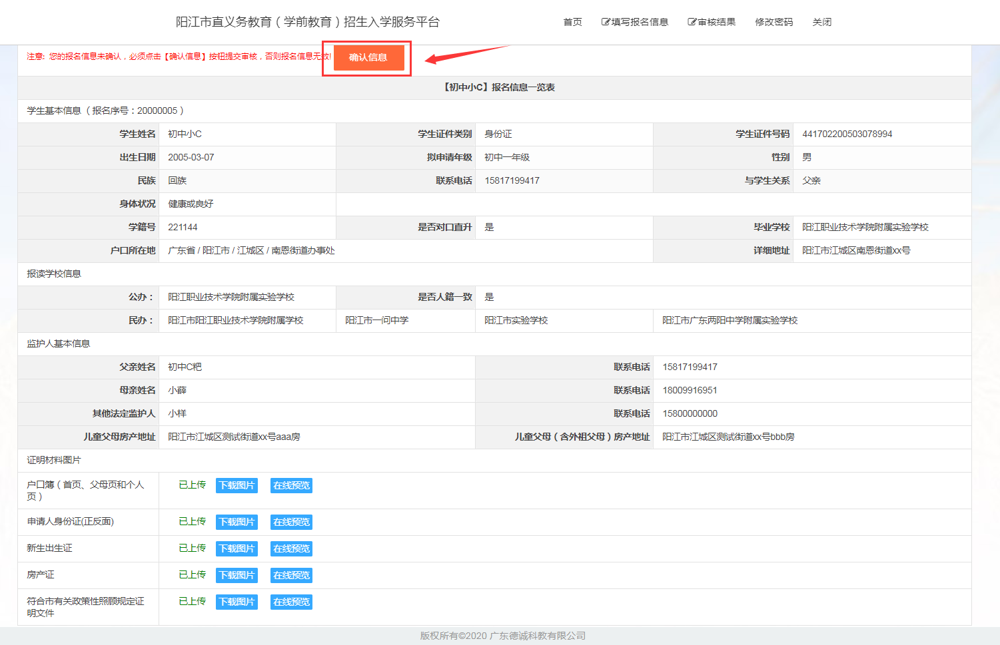 阳江市直义务教育（学前教育）招生入学服务平台 首页 填写报名信息 审核结果 修改密码 关闭
注意: 您的报名信息未确认，必须点击【确认信息】按钮提交审核，否则报名信息无效! 确认信息
【初中小C】报名信息一览表
学生基本信息（报名序号：20000005）
学生姓名 初中小C 学生证件类别 身份证 学生证件号码 441702200503078994
出生日期 2005-03-07 拟申请年级 初中一年级 性别 男
民族 回族 联系电话 15817199417 与学生关系 父亲
身体状况 健康或良好
学籍号 221144 是否对口直升 是 毕业学校 阳江职业技术学院附属实验学校
户口所在地 广东省 / 阳江市 / 江城区 / 南恩街道办事处 详细地址 阳江市江城区南恩街道xx号
报读学校信息
公办： 阳江职业技术学院附属实验学校 是否人籍一致 是
民办： 阳江市阳江职业技术学院附属学校 阳江市一问中学 阳江市实验学校 阳江市广东两阳中学附属实验学校
监护人基本信息
父亲姓名 初中C粑 联系电话 15817199417
母亲姓名 小薛 联系电话 18009916951
其他法定监护人 小样 联系电话 15800000000
儿童父母房产地址 阳江市江城区测试街道xx号aaa房 儿童父母（含外祖父母）房产地址 阳江市江城区测试街道xx号bbb房
证明材料图片
户口簿（首页、父母页和个人
页） 已上传 下载图片 在线预览
申请人身份证(正反面) 已上传 下载图片 在线预览
新生出生证 已上传 下载图片 在线预览
房产证 已上传 下载图片 在线预览
符合市有关政策性照顾规定证
明文件 已上传 下载图片 在线预览
版权所有©2020 广东德诚科教有限公司